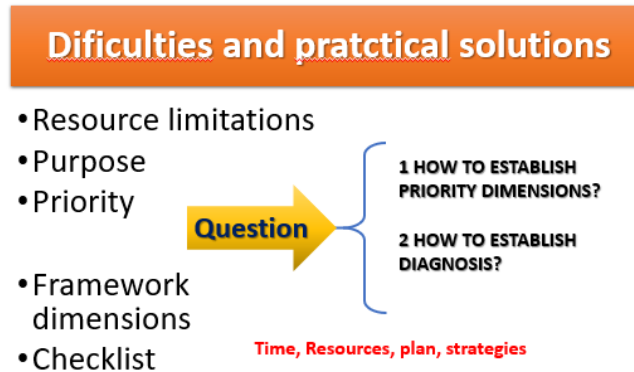 Dificulties and pratctical solutions
•Resource limitations
•Purpose
•Priority
Question
1 HOW TO ESTABLISH
PRIORITY DIMENSIONS?
2 HOW TO ESTABLISH
DIAGNOSIS?
•Framework
dimensions
•Checklist
Time, Resources, plan, strategies